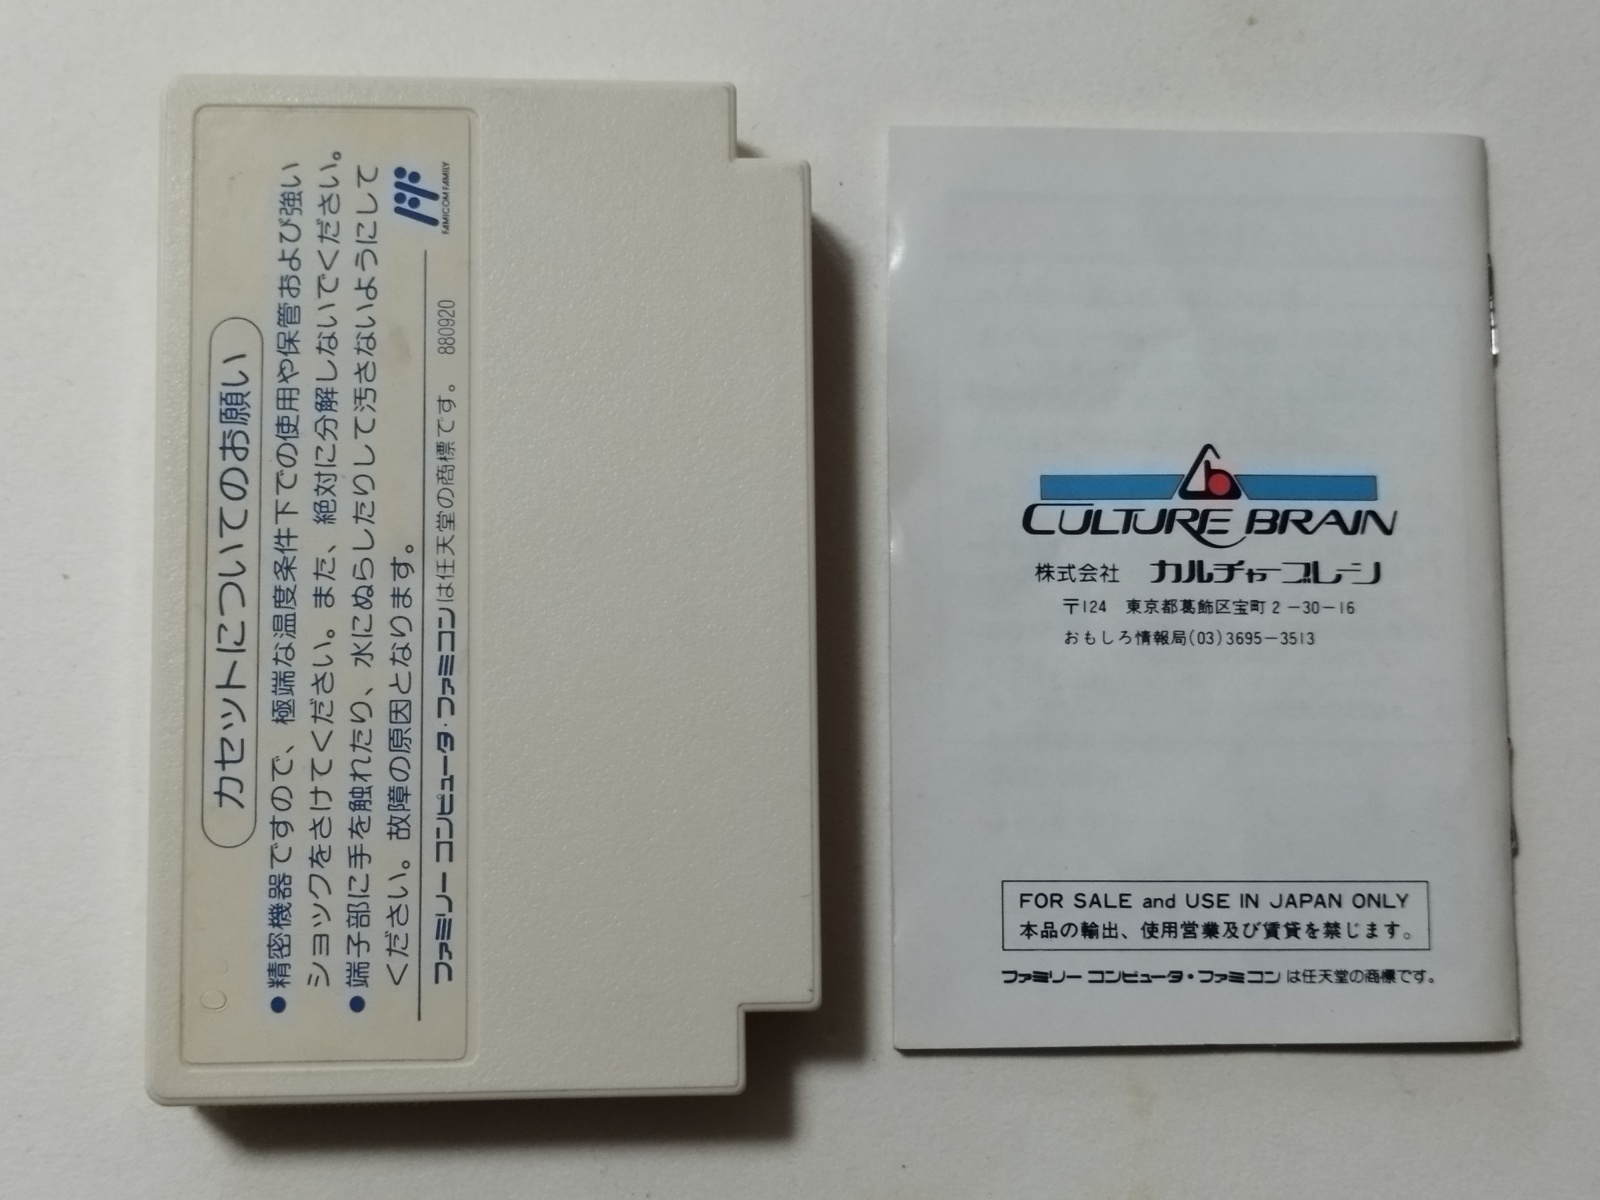 カセットについてのお願い
●精密機器ですので、極端な温度条件下での使用や保管および強い
ショックをさけてください。また、絶対に分解しないでください。
●端子部に手を触れたり、水にぬらしたりして汚さないようにして
ください。故障の原因となります。
ファミリー コンピュータ・ファミコンは任天堂の商標です。 880920
FAMICOM FAMILY
CULTURE BRAIN
株式会社 カルチャーブレーン
〒124 東京都葛飾区宝町2-30-16
おもしろ情報局(03)3695-3513
FOR SALE and USE IN JAPAN ONLY
本品の輸出、使用営業及び賃貸を禁じます。
ファミリー コンピュータ・ファミコンは任天堂の商標です。